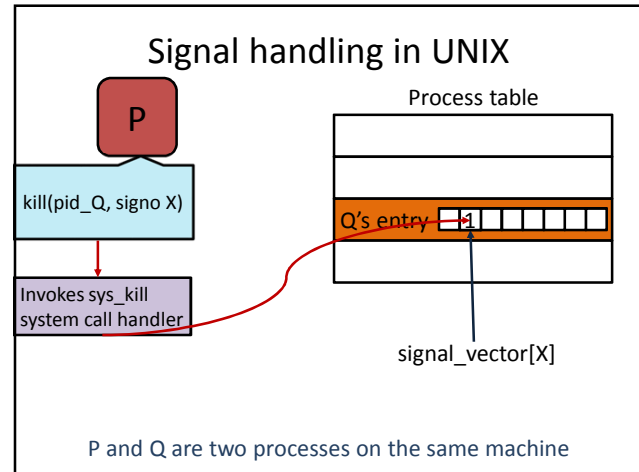 Signal handling in UNIX
P
kill(pid_Q, signo X)
Invokes sys_kill
system call handler
Process table
Q's entry
1
signal_vector[X]
P and Q are two processes on the same machine